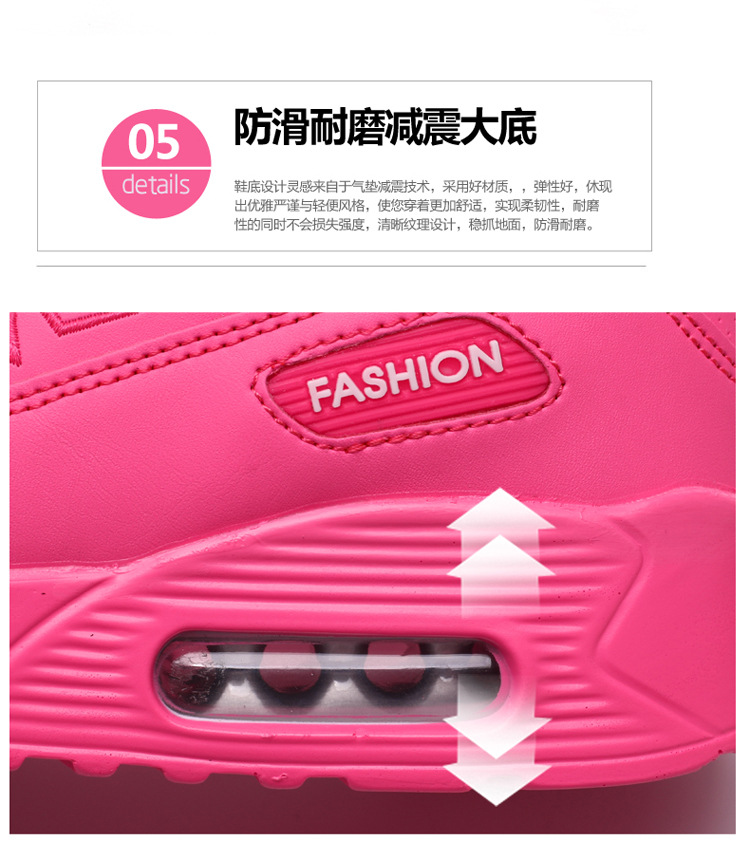 05
details
防滑耐磨减震大底
鞋底设计灵感来自于气垫减震技术，采用好材质，，弹性好，休现
出优雅严谨与轻便风格，使您穿着更加舒适，实现柔韧性，耐磨
性的同时不会损失强度，清晰纹理设计，稳抓地面，防滑耐磨。
FASHION